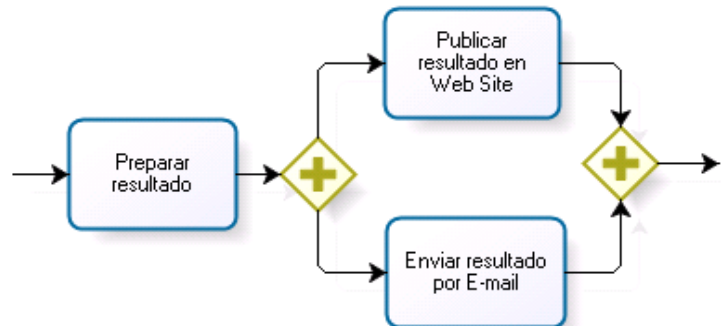 Preparar
resultado
Publicar
resultado en
Web Site
Enviar resultado
por E-mail